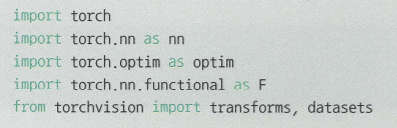 import torch
import torch.nn as nn
import torch.optim as optim
import torch.nn.functional as F
from torchvision import transforms, datasets